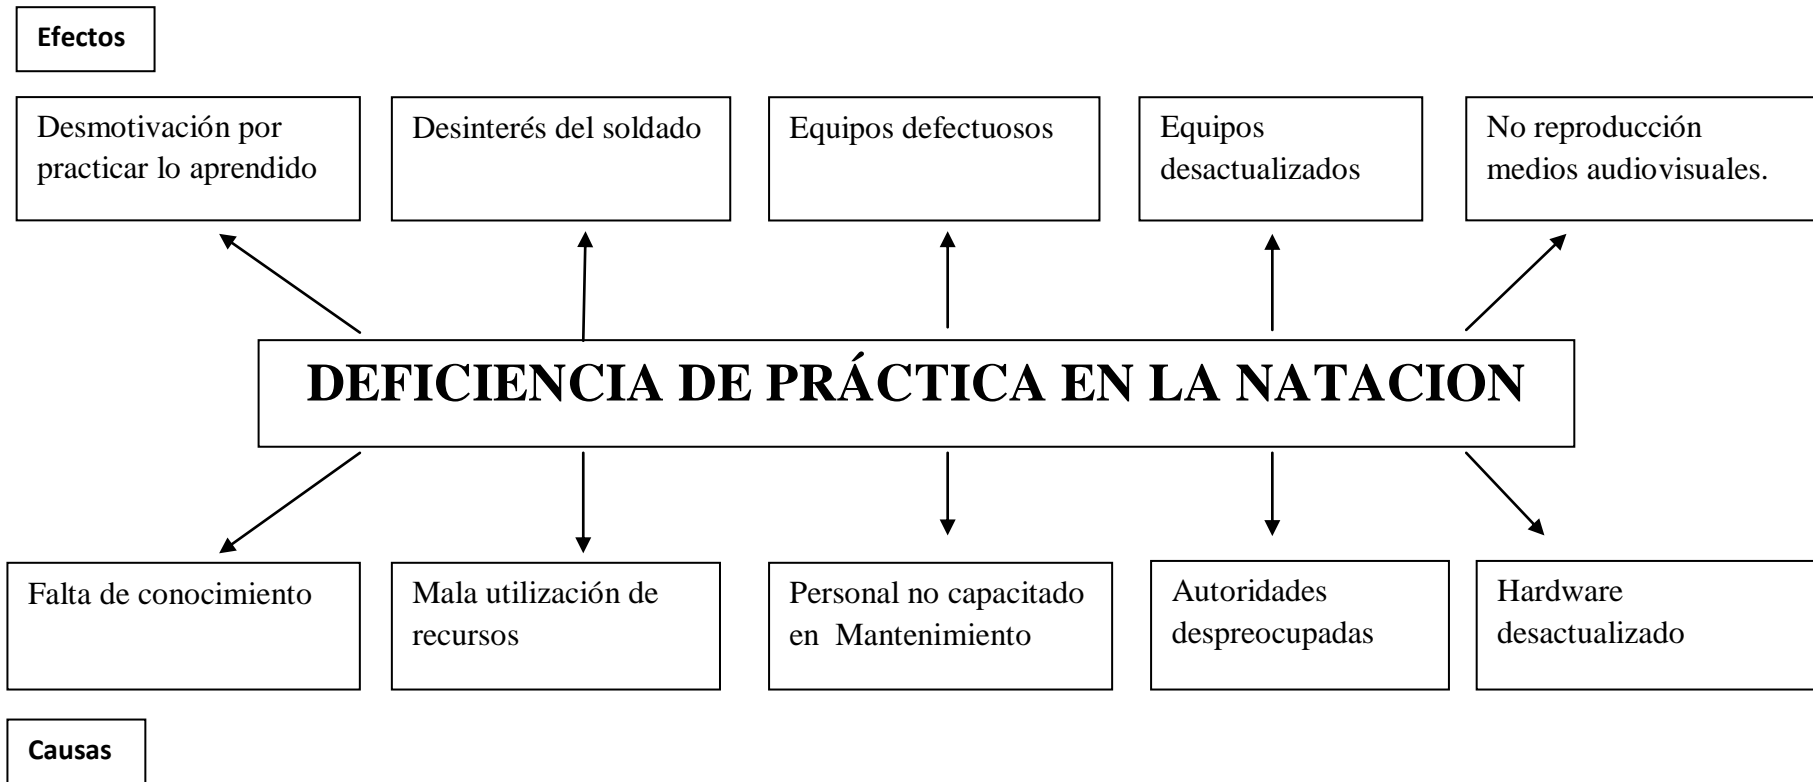 Efectos
Desmotivación por
practicar lo aprendido
Desinterés del soldado
Equipos defectuosos
Equipos
desactualizados
No reproducción
medios audiovisuales.
DEFICIENCIA DE PRÁCTICA EN LA NATACION
Falta de conocimiento
Mala utilización de
recursos
Personal no capacitado
en  Mantenimiento
Autoridades
despreocupadas
Hardware
desactualizado
Causas